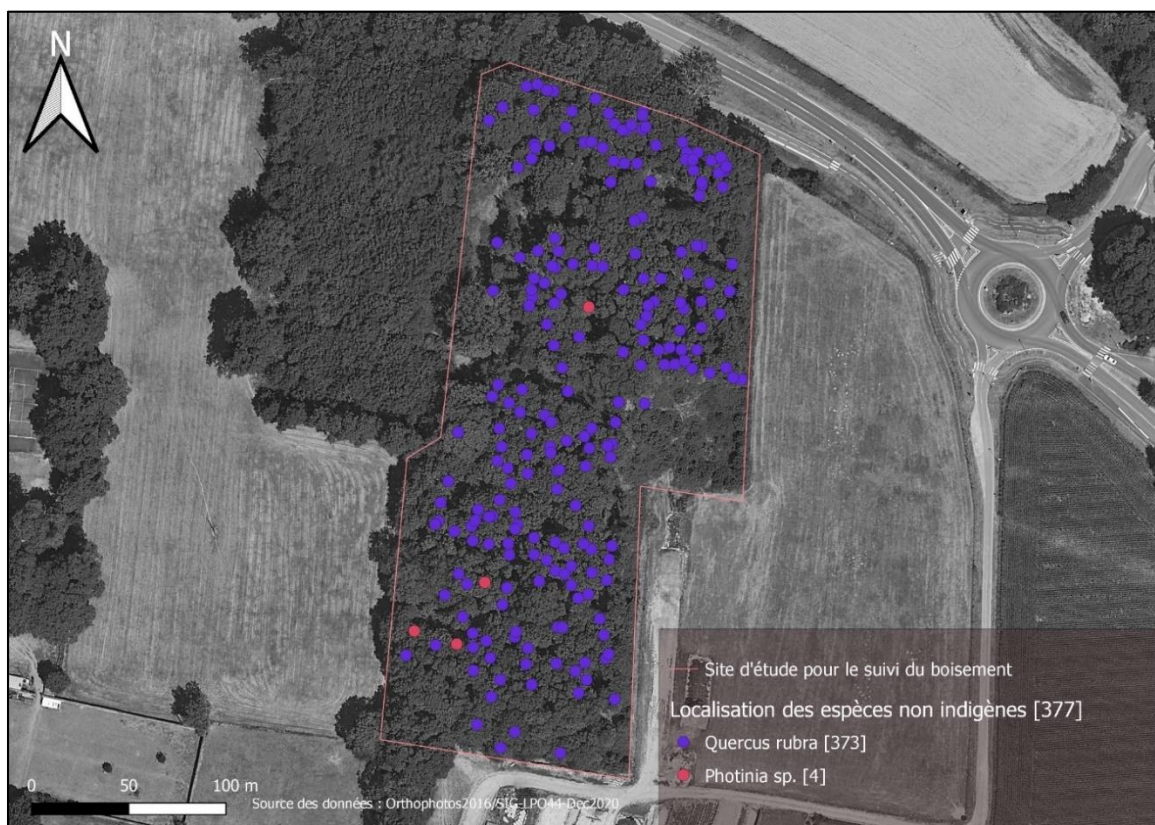 N
Site d'étude pour le suivi du boisement
Localisation des espèces non indigènes [377]
Quercus rubra [373]
Photinia sp. [4]
0 50 100 m
Source des données : Orthophotos2016/SIG-LPO44-Dec2020